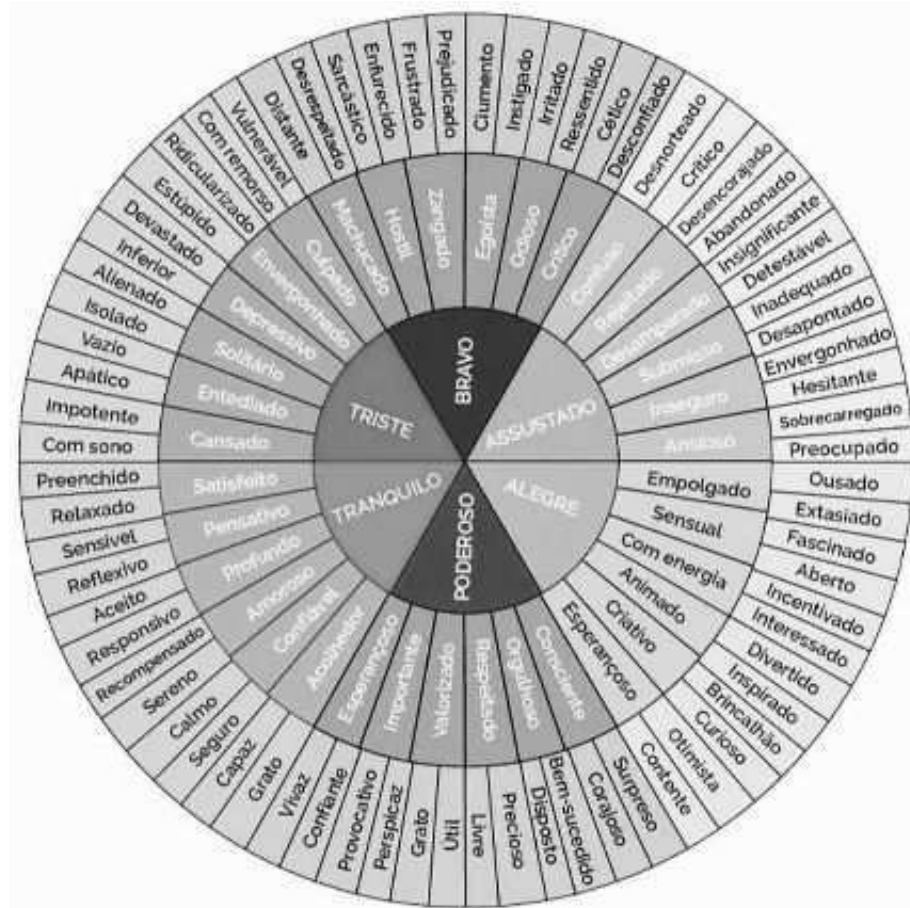 BRAVO
ASSUSTADO
ALEGRE
PODEROSO
TRANQUILO
TRISTE
Egoísta
Odioso
Crítico
Confuso
Rejeitado
Desamparado
Submisso
Inseguro
Ansioso
Empolgado
Sensual
Com energia
Animado
Criativo
Esperançoso
Consciente
Orgulhoso
Respeitado
Valorizado
Importante
Esperançoso
Acolhedor
Confiável
Amoroso
Profundo
Pensativo
Satisfeito
Cansado
Entediado
Solitário
Depressivo
Envergonhado
Culpado
Machucado
Hostil
Zangado
Ciumento
Instigado
Irritado
Ressentido
Cético
Desconfiado
Desnorteado
Crítico
Desencorajado
Abandonado
Insignificante
Detestável
Inadequado
Desapontado
Envergonhado
Hesitante
Sobrecarregado
Preocupado
Ousado
Extasiado
Fascinado
Aberto
Incentivado
Interessado
Divertido
Inspirado
Brincalhão
Curioso
Otimista
Contente
Surpreso
Corajoso
Bem-sucedido
Disposto
Precioso
Livre
Útil
Grato
Perspicaz
Provocativo
Confiante
Vivaz
Grato
Capaz
Seguro
Calmo
Sereno
Recompensado
Responsivo
Aceito
Reflexivo
Sensível
Relaxado
Preenchido
Com sono
Impotente
Apático
Vazio
Isolado
Alienado
Inferior
Devastado
Estúpido
Ridicularizado
Com remorso
Vulnerável
Distante
Desrespeitado
Sarcástico
Enfurecido
Frustrado
Prejudicado